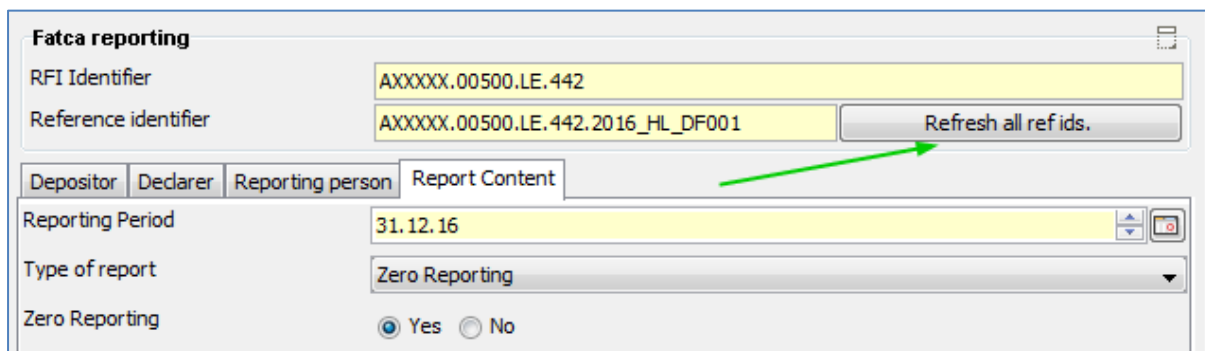 Fatca reporting
RFI Identifier AXXXXX.00500.LE.442
Reference identifier AXXXXX.00500.LE.442.2016_HL_DF001 Refresh all ref ids.
Depositor Declarer Reporting person Report Content
Reporting Period 31.12.16
Type of report Zero Reporting
Zero Reporting Yes No